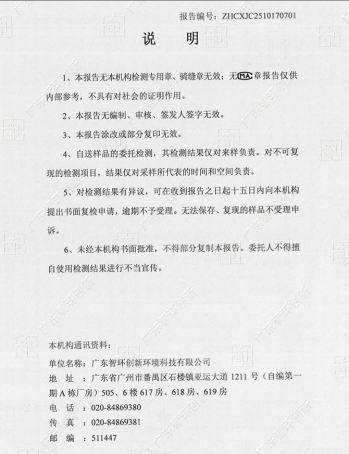 报告编号：ZHCXJC2510170701
说 明
1、本报告无本机构检测专用章、骑缝章无效；无MA章报告仅供
内部参考，不具有对社会的证明作用。
2、本报告无编制、审核、签发人签字无效。
3、本报告涂改或部分复印无效。
4、自送样品的委托检测，其检测结果仅对来样负责。对不可复
现的检测项目，结果仅对采样所代表的时间和空间负责。
5、对检测结果有异议，可在收到报告之日起十五日内向本机构
提出书面复检申请，逾期不予受理。无法保存、复现的样品不受理申
诉。
6、未经本机构书面批准，不得部分复制本报告。委托人不得擅
自使用检测结果进行不当宣传。
本机构通讯资料：
单位名称：广东智环创新环境科技有限公司
地 址：广东省广州市番禺区石楼镇亚运大道 1211 号（自编第一
期 A 栋厂房）505、6 楼 617 房、618 房、619 房
电 话：020-84869380
传 真：020-84869381
邮 编：511447